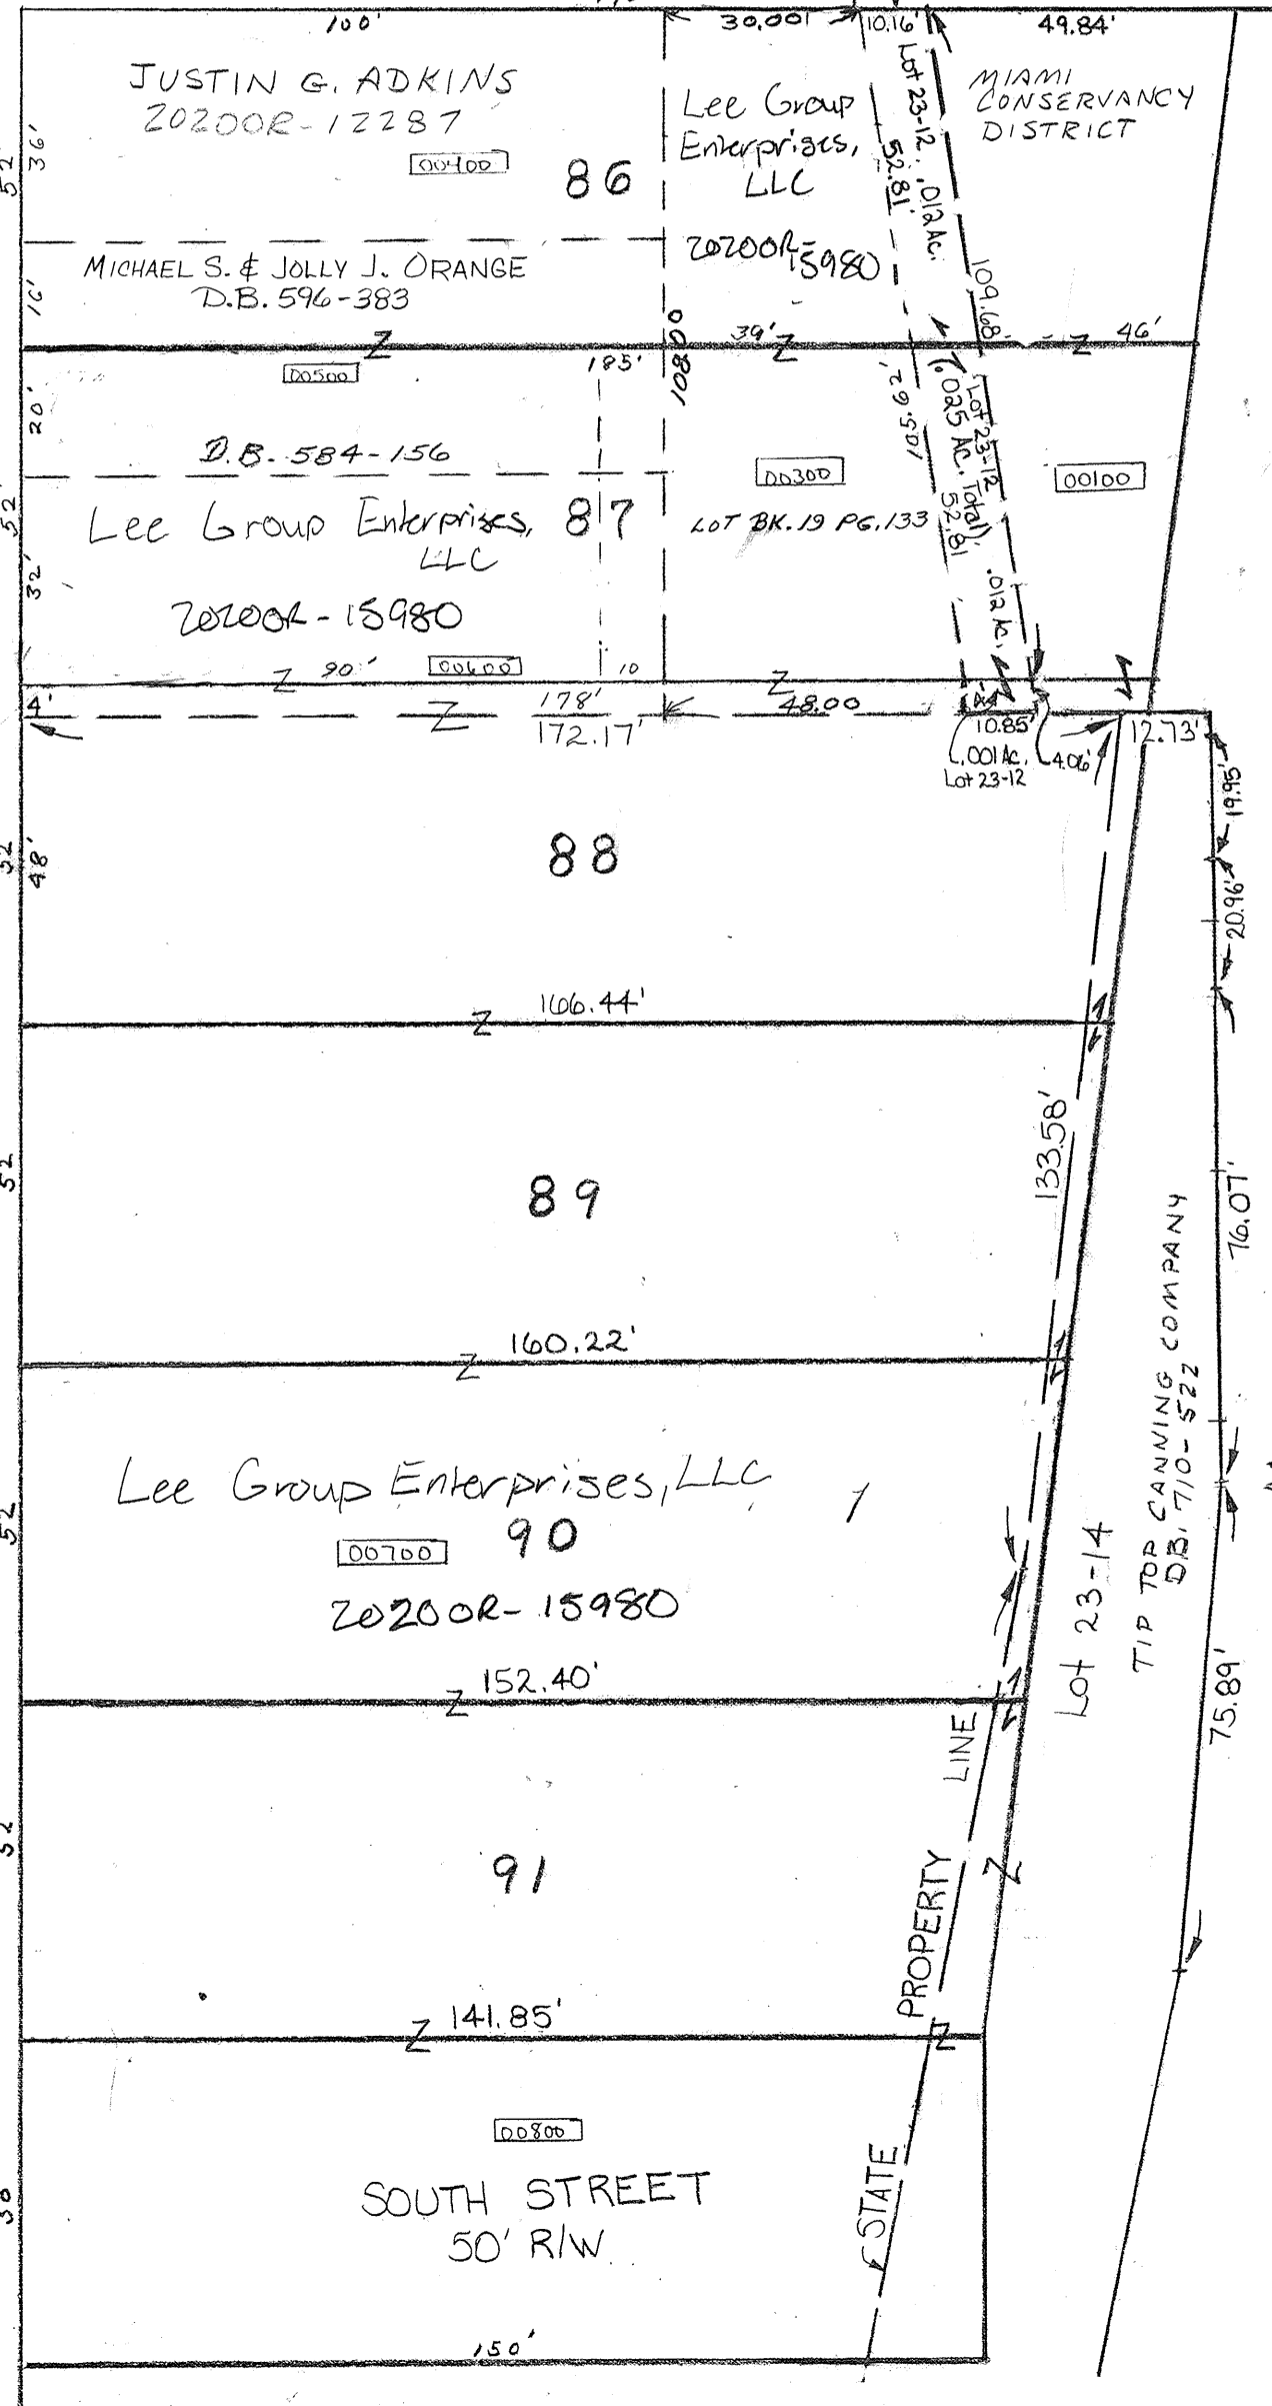 100'
30.00'
10.16'
49.84'
JUSTIN G. ADKINS
20200R-12287
00400
86
52
36'
Lee Group
Enterprises,
LLC
20200R-
15980
Lot 23-12
.012 Ac.
52.81'
109.68'
MIAMI
CONSERVANCY
DISTRICT
MICHAEL S. & JOLLY J. ORANGE
D.B. 596-383
16'
Z
39'
Z
Z
46'
00500
185'
108.00
20'
D.B. 584-156
105.62'
Lot 23-12
.025 Ac. Total
52.81
.012 Ac.
00300
00100
LOT BK. 19 PG. 133
52'
Lee Group Enterprises,
LLC
87
32'
20200R-15980
Z
90'
00600
10
Z
4'
Z
178'
172.17'
48.00
10.85'
.001 Ac.
Lot 23-12
4.06'
12.73'
19.95'
20.96'
52
48'
88
166.44'
Z
52
89
133.58'
76.07'
160.22'
Z
Lee Group Enterprises, LLC
90
00700
20200R-15980
52
Lot 23-14
TIP TOP CANNING COMPANY
D.B. 710-522
75.89'
152.40'
Z
52
91
STATE PROPERTY LINE
Z
141.85'
Z
Z
00800
SOUTH STREET
50' R/W
150'